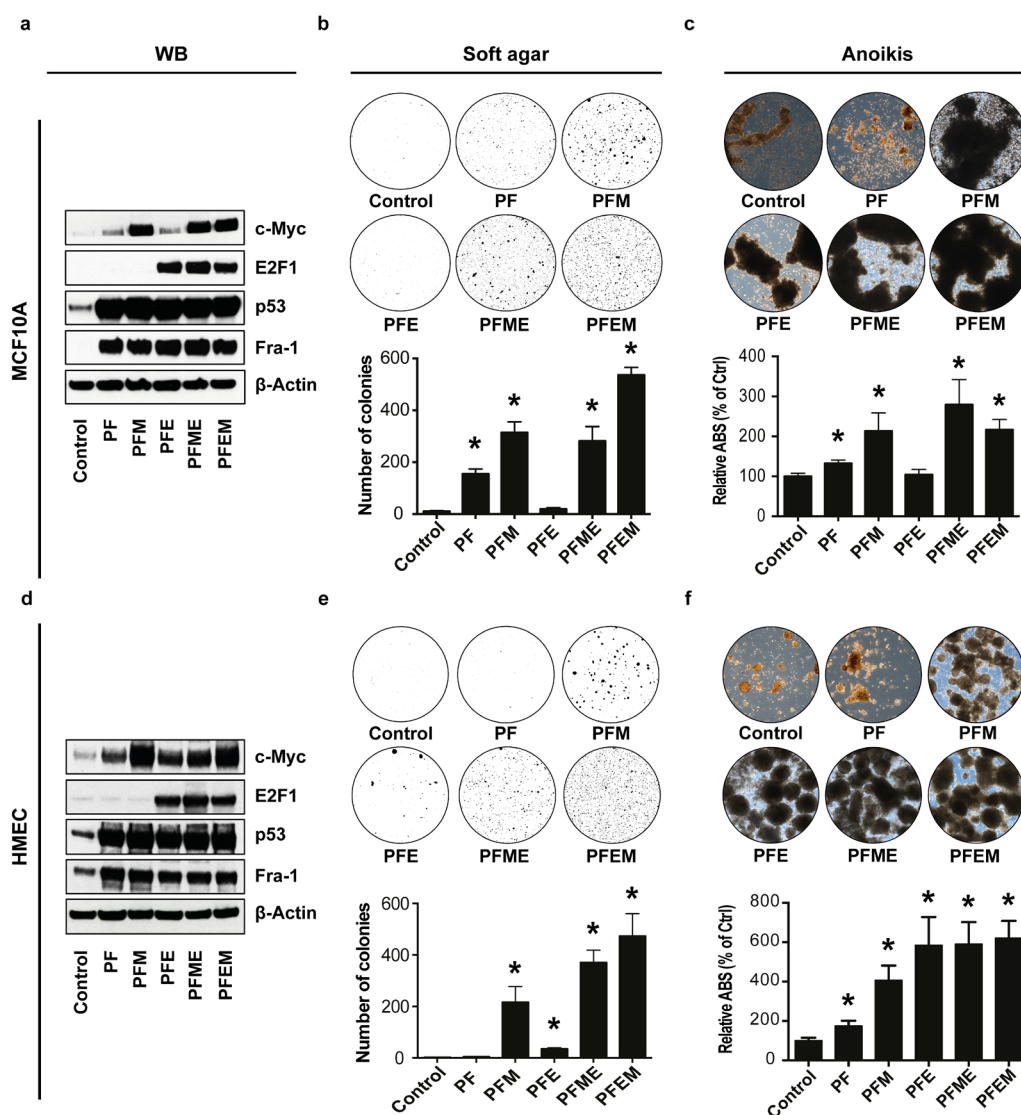 a
WB
MCF10A
c-Myc
E2F1
p53
Fra-1
β-Actin
Control
PF
PFM
PFE
PFME
PFEM
b
Soft agar
Control
PF
PFM
PFE
PFME
PFEM
Number of colonies
600
400
200
0
*
*
*
*
Control
PF
PFM
PFE
PFME
PFEM
c
Anoikis
Control
PF
PFM
PFE
PFME
PFEM
Relative ABS (% of Ctrl)
400
300
200
100
0
*
*
*
*
Control
PF
PFM
PFE
PFME
PFEM
d
HMEC
c-Myc
E2F1
p53
Fra-1
β-Actin
Control
PF
PFM
PFE
PFME
PFEM
e
Control
PF
PFM
PFE
PFME
PFEM
Number of colonies
600
400
200
0
*
*
*
*
Control
PF
PFM
PFE
PFME
PFEM
f
Control
PF
PFM
PFE
PFME
PFEM
Relative ABS (% of Ctrl)
800
600
400
200
0
*
*
*
*
*
Control
PF
PFM
PFE
PFME
PFEM